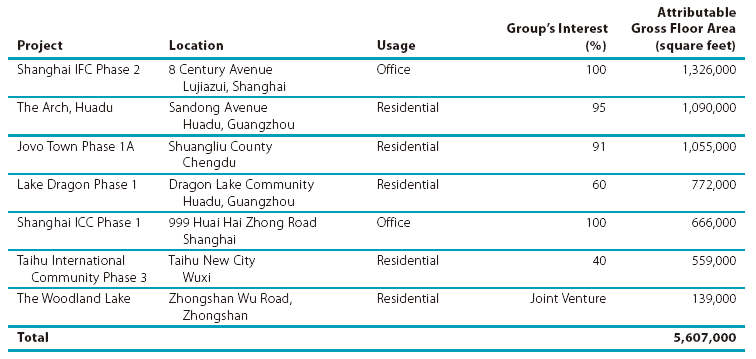 Attributable
Group's Interest Gross Floor Area
Project Location Usage (%) (square feet)
Shanghai IFC Phase 2 8 Century Avenue Office 100 1,326,000
Lujiazui, Shanghai
The Arch, Huadu Sandong Avenue Residential 95 1,090,000
Huadu, Guangzhou
Jovo Town Phase 1A Shuangliu County Residential 91 1,055,000
Chengdu
Lake Dragon Phase 1 Dragon Lake Community Residential 60 772,000
Huadu, Guangzhou
Shanghai ICC Phase 1 999 Huai Hai Zhong Road Office 100 666,000
Shanghai
Taihu International Taihu New City Residential 40 559,000
Community Phase 3 Wuxi
The Woodland Lake Zhongshan Wu Road, Residential Joint Venture 139,000
Zhongshan
Total 5,607,000